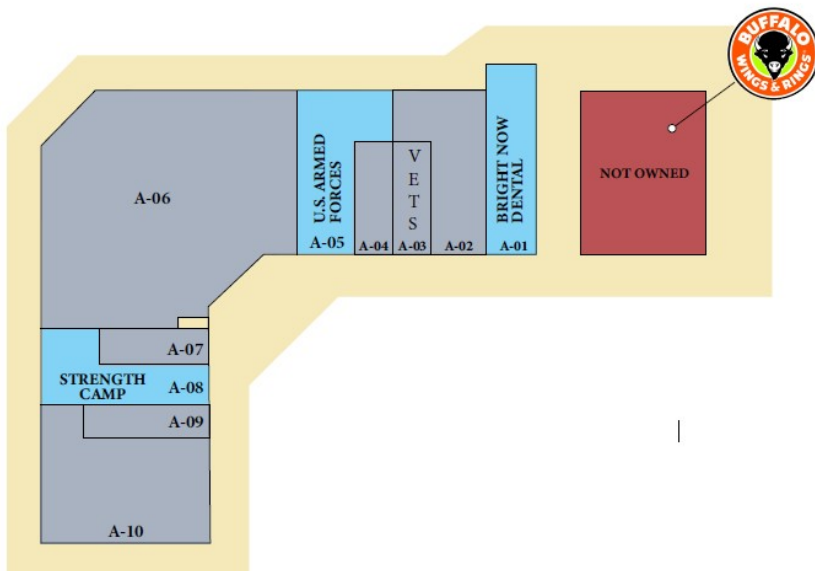 BUFFALO
WINGS & RINGS
NOT OWNED
BRIGHT NOW
DENTAL
A-01
A-02
V
E
T
S
A-03
A-04
U.S. ARMED
FORCES
A-05
A-06
A-07
STRENGTH
CAMP
A-08
A-09
A-10